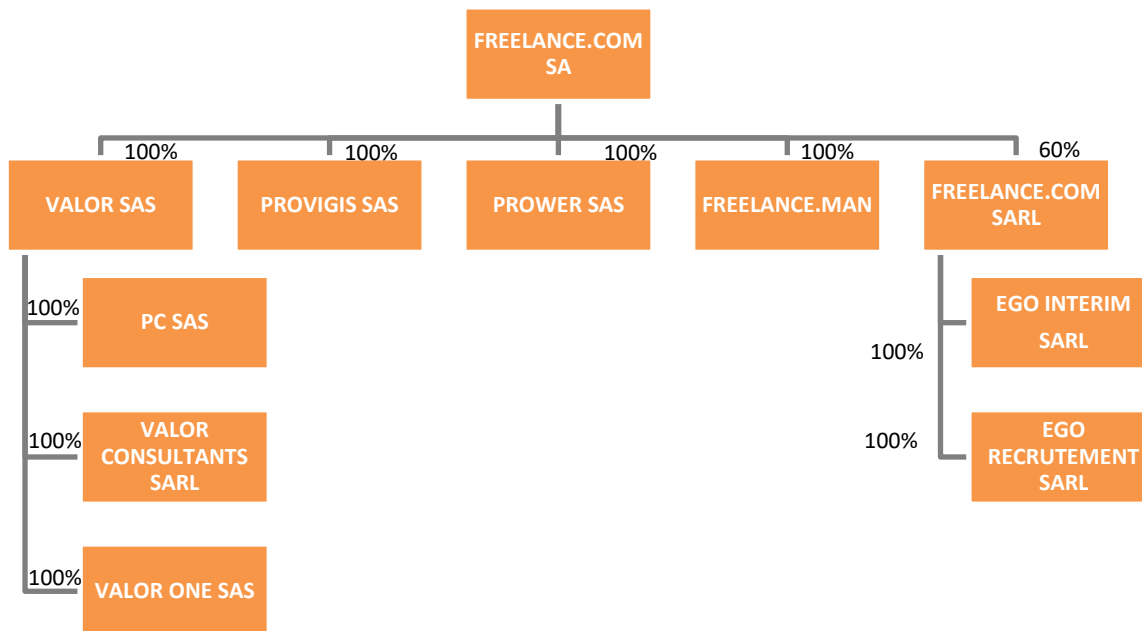 FREELANCE.COM
SA
100%
100%
100%
100%
60%
VALOR SAS
PROVIGIS SAS
PROWER SAS
FREELANCE.MAN
FREELANCE.COM
SARL
100%
PC SAS
EGO INTERIM
SARL
100%
100%
VALOR
CONSULTANTS
SARL
100%
EGO
RECRUTEMENT
SARL
100%
VALOR ONE SAS